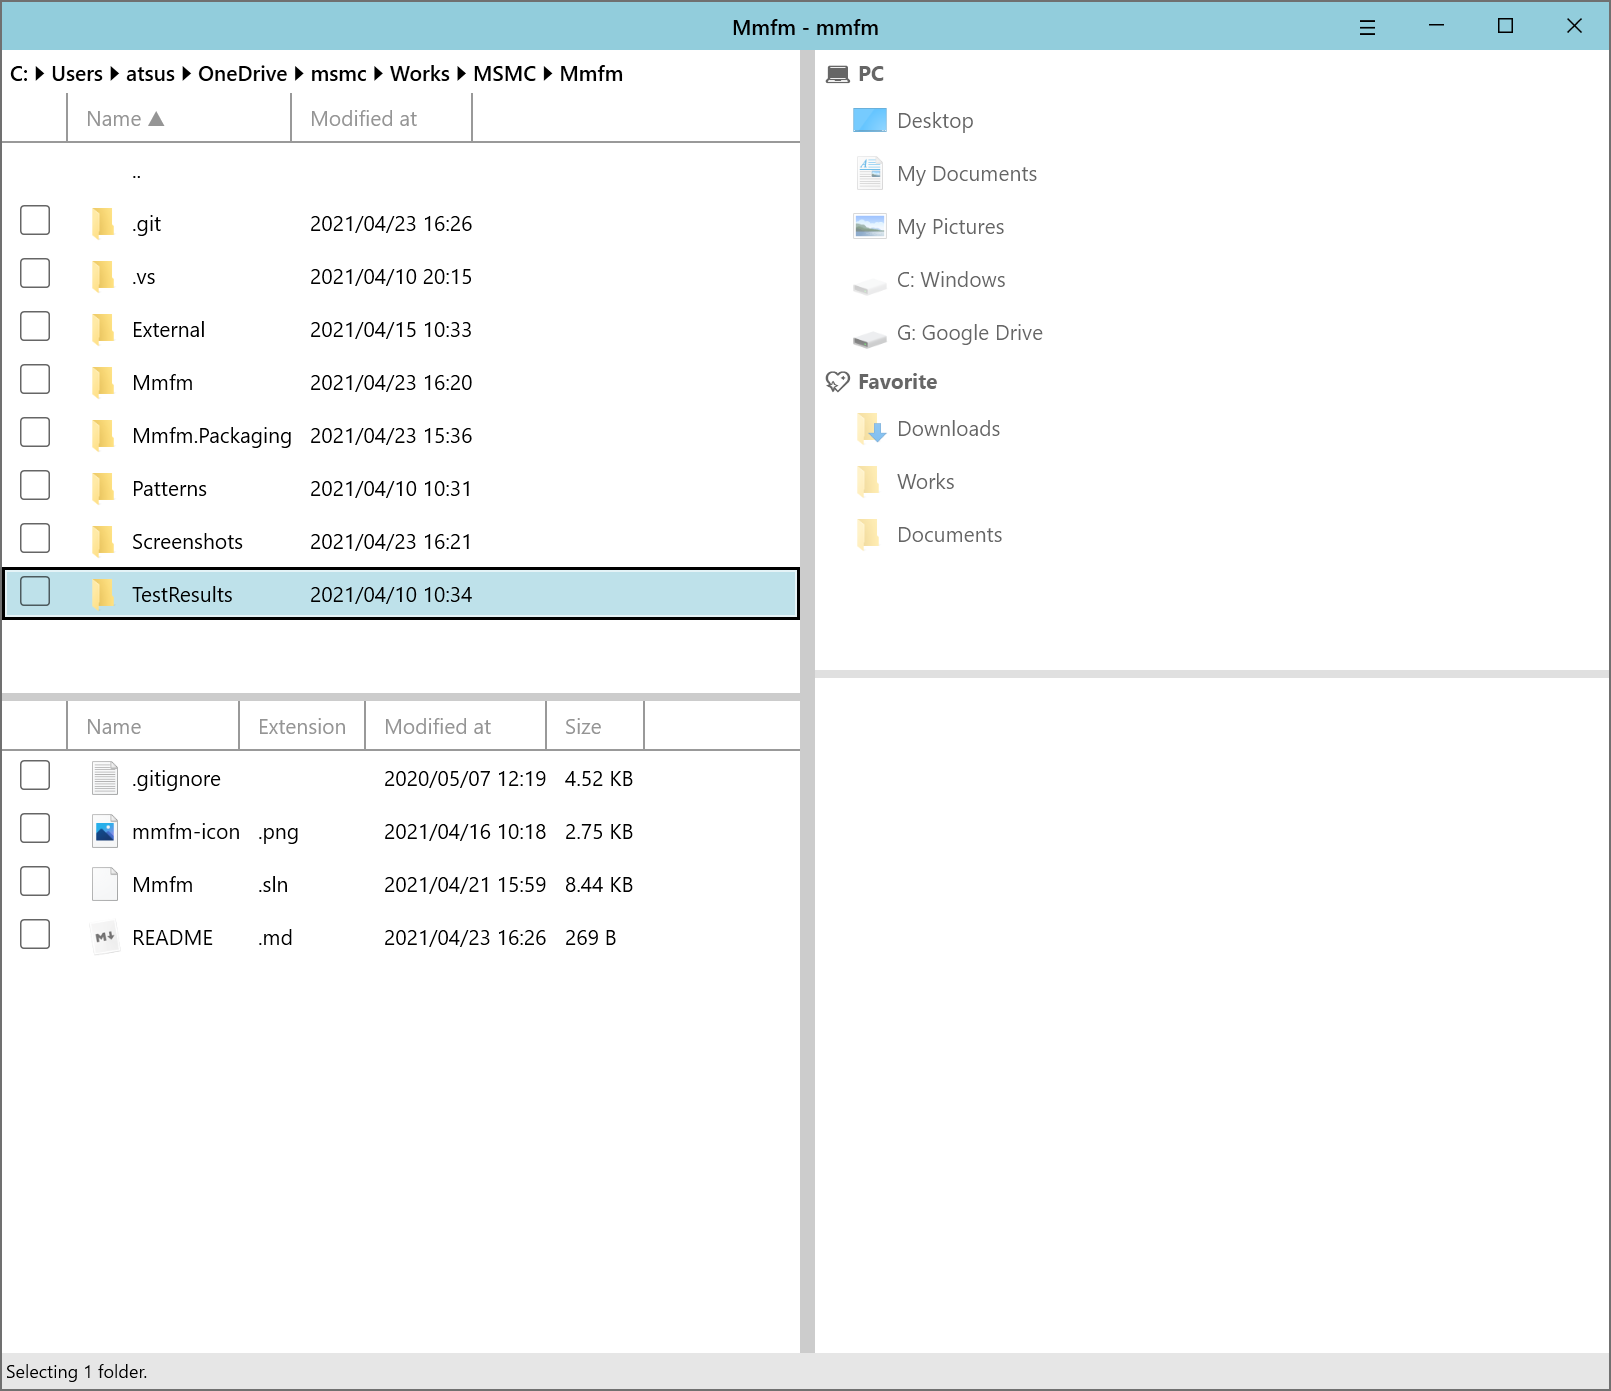 Mmfm - mmfm
C: Users atsus OneDrive msmc Works MSMC Mmfm
Name Modified at
..
.git 2021/04/23 16:26
.vs 2021/04/10 20:15
External 2021/04/15 10:33
Mmfm 2021/04/23 16:20
Mmfm.Packaging 2021/04/23 15:36
Patterns 2021/04/10 10:31
Screenshots 2021/04/23 16:21
TestResults 2021/04/10 10:34
Name Extension Modified at Size
.gitignore 2020/05/07 12:19 4.52 KB
mmfm-icon .png 2021/04/16 10:18 2.75 KB
Mmfm .sln 2021/04/21 15:59 8.44 KB
README .md 2021/04/23 16:26 269 B
PC
Desktop
My Documents
My Pictures
C: Windows
G: Google Drive
Favorite
Downloads
Works
Documents
Selecting 1 folder.